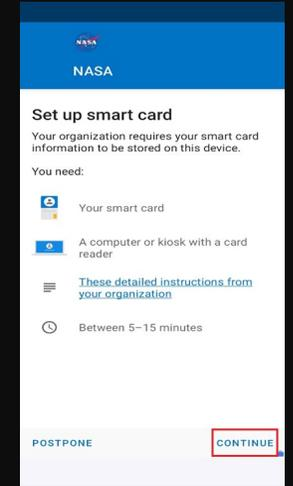 NASA
NASA
Set up smart card
Your organization requires your smart card
information to be stored on this device.
You need:
Your smart card
A computer or kiosk with a card
reader
These detailed instructions from
your organization
Between 5–15 minutes
POSTPONE
CONTINUE